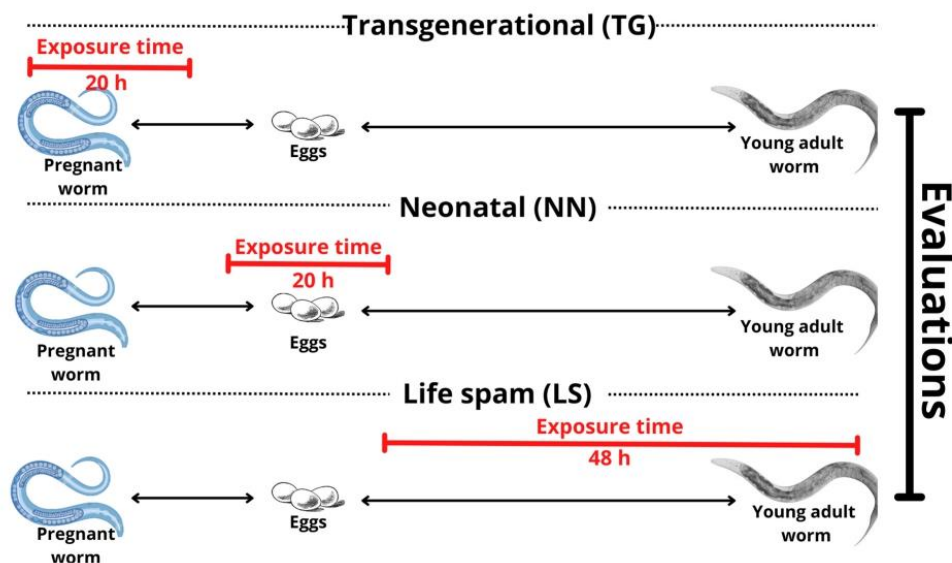 Transgenerational (TG)
Exposure time
20 h
Pregnant
worm
Eggs
Young adult
worm
Neonatal (NN)
Exposure time
20 h
Pregnant
worm
Eggs
Young adult
worm
Life spam (LS)
Exposure time
48 h
Pregnant
worm
Eggs
Young adult
worm
Evaluations